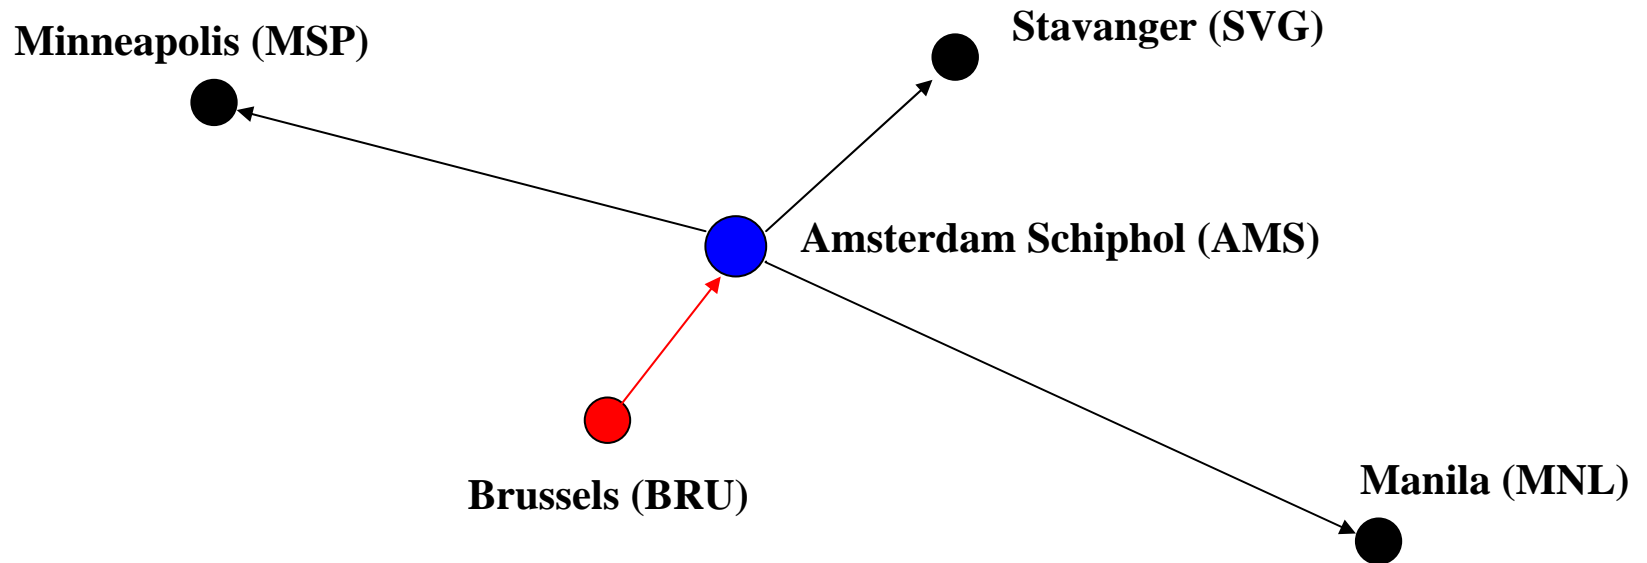 Stavanger (SVG)
Minneapolis (MSP)
Amsterdam Schiphol (AMS)
Manila (MNL)
Brussels (BRU)